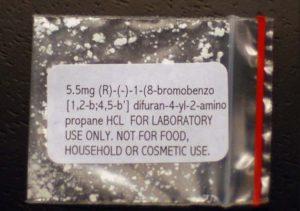 5.5mg (R)-(-)-1-(8-bromobenzo
[1,2-b;4,5-b'] difuran-4-yl-2-amino
propane HCL FOR LABORATORY
USE ONLY. NOT FOR FOOD,
HOUSEHOLD OR COSMETIC USE.